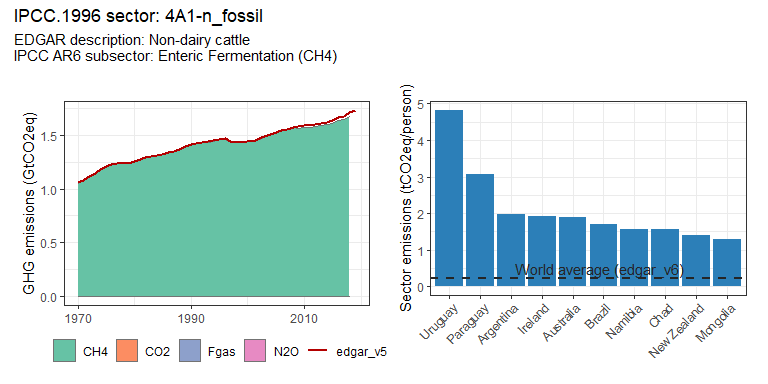 IPCC.1996 sector: 4A1-n_fossil
EDGAR description: Non-dairy cattle
IPCC AR6 subsector: Enteric Fermentation (CH4)
GHG emissions (GtCO2eq)
1.5
1.0
0.5
0.0
1970 1990 2010
CH4 CO2 Fgas N2O edgar_v5
Sector emissions (tCO2eq/person)
5
4
3
2
1
0
World average (edgar_v6)
Uruguay Paraguay Argentina Ireland Australia Brazil Namibia Chad New Zealand Mongolia